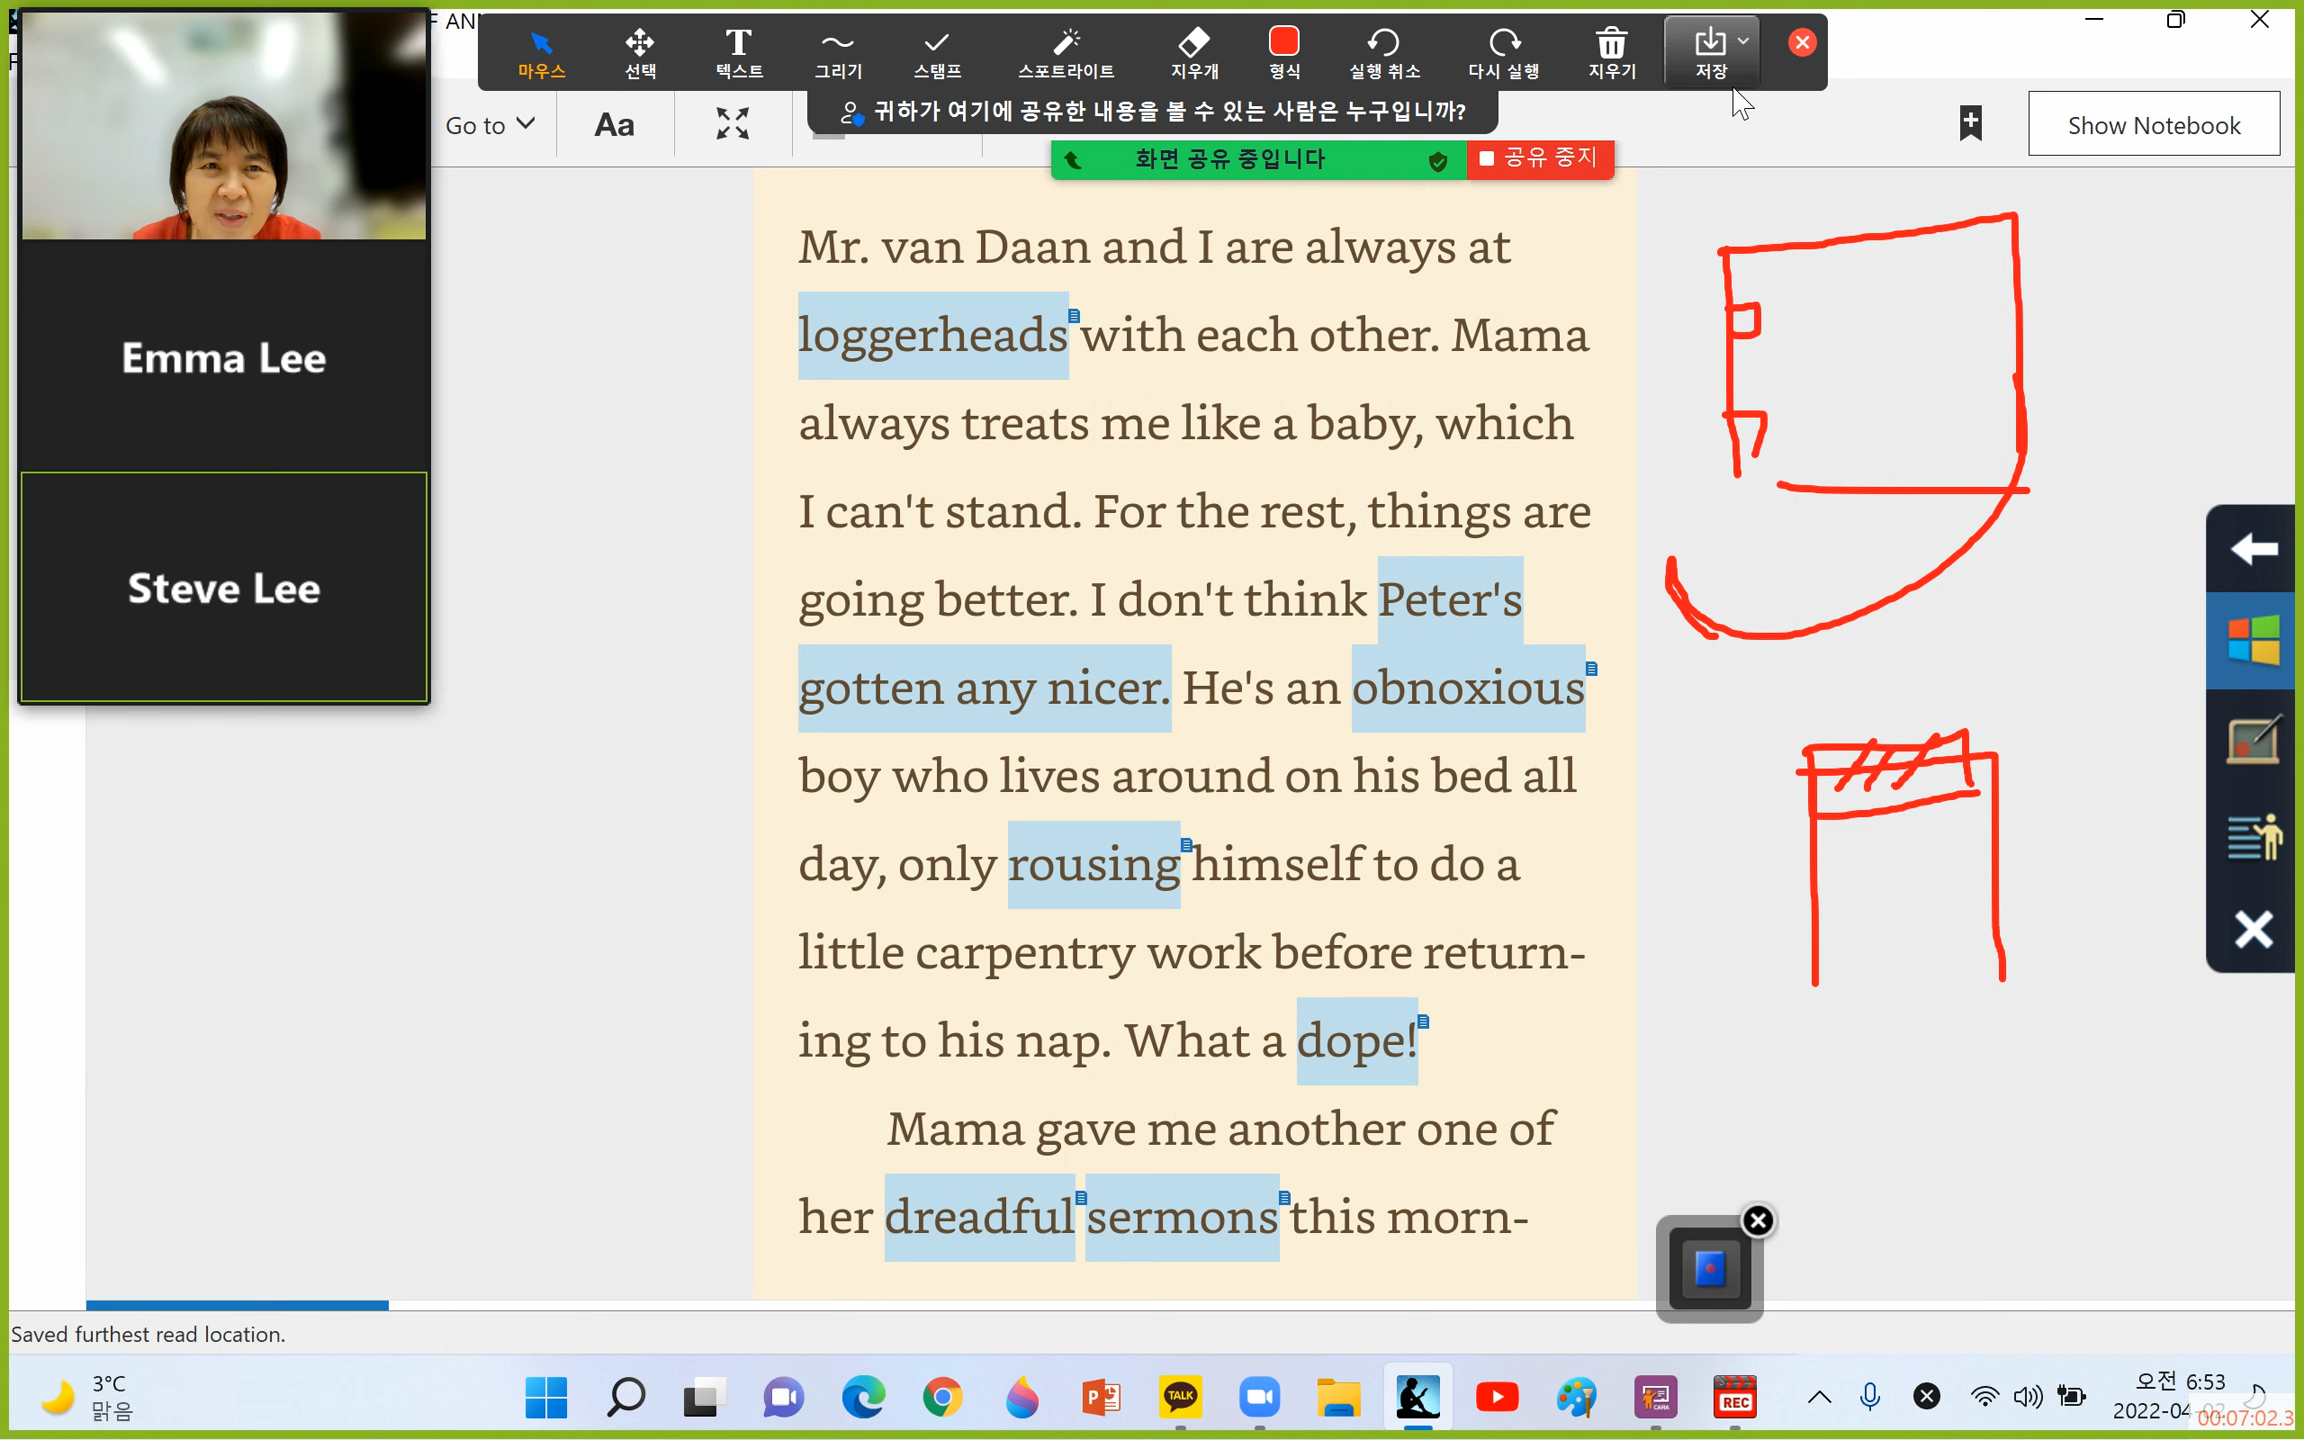 F AN
마우스
선택
텍스트
그리기
스탬프
스포트라이트
지우개
형식
실행 취소
다시 실행
지우기
저장
귀하가 여기에 공유한 내용을 볼 수 있는 사람은 누구입니까?
Go to
Aa
Show Notebook
화면 공유 중입니다
공유 중지
Emma Lee
Steve Lee
Mr. van Daan and I are always at
loggerheads with each other. Mama
always treats me like a baby, which
I can't stand. For the rest, things are
going better. I don't think Peter's
gotten any nicer. He's an obnoxious
boy who lives around on his bed all
day, only rousing himself to do a
little carpentry work before return-
ing to his nap. What a dope!
Mama gave me another one of
her dreadful sermons this morn-
Saved furthest read location.
3°C
맑음
TALK
CARA
REC
오전 6:53
2022-04-02
00:07:02.3